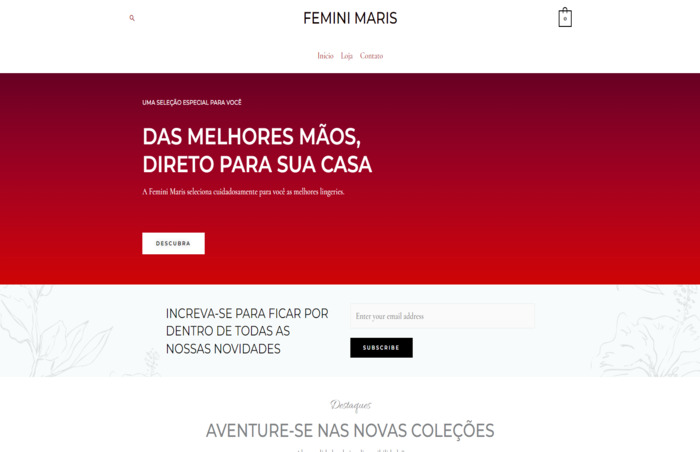 FEMINI MARIS
0
Início Loja Contato
UMA SELEÇÃO ESPECIAL PARA VOCÊ
DAS MELHORES MÃOS,
DIRETO PARA SUA CASA
A Femini Maris seleciona cuidadosamente para você as melhores lingeries.
DESCUBRA
INCREVA-SE PARA FICAR POR
DENTRO DE TODAS AS
NOSSAS NOVIDADES
Enter your email address
SUBSCRIBE
Destaques
AVENTURE-SE NAS NOVAS COLEÇÕES